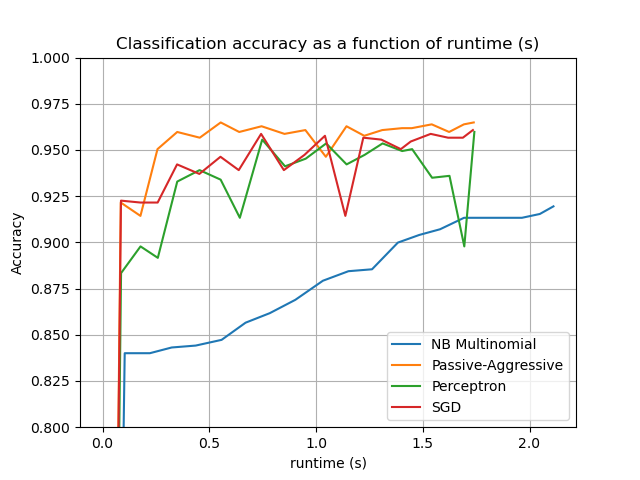 Classification accuracy as a function of runtime (s)
1.000
0.975
0.950
0.925
0.900
0.875
0.850
0.825
0.800
Accuracy
0.0 0.5 1.0 1.5 2.0
runtime (s)
NB Multinomial
Passive-Aggressive
Perceptron
SGD